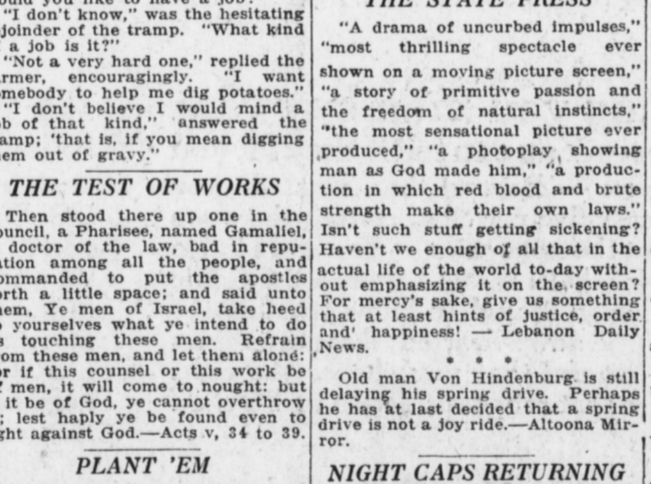 "I don't know," was the hesitating
joinder of the tramp. "What kind
a job is it?"
"Not a very hard one," replied the
armer, encouragingly. "I want
omebody to help me dig potatoes."
"I don't believe I would mind a
ob of that kind," answered the
amp; 'that is, if you mean digging
em out of gravy."
THE TEST OF WORKS
Then stood there up one in the
ouncil, a Pharisee, named Gamaliel,
doctor of the law, bad in repu-
ation among all the people, and
ommanded to put the apostles
orth a little space; and said unto
hem, Ye men of Israel, take heed
yourselves what ye intend to do
s touching these men. Refrain
rom these men, and let them alone:
or if this counsel or this work be
f men, it will come to nought: but
it be of God, ye cannot overthrow
; lest haply ye be found even to
ght against God.—Acts v, 34 to 39.
PLANT 'EM
THE STATE PRESS
"A drama of uncurbed impulses,"
"most thrilling spectacle ever
shown on a moving picture screen,"
"a story of primitive passion and
the freedom of natural instincts,"
"the most sensational picture ever
produced," "a photoplay showing
man as God made him," "a produc-
tion in which red blood and brute
strength make their own laws."
Isn't such stuff getting sickening?
Haven't we enough of all that in the
actual life of the world to-day with-
out emphasizing it on the screen?
For mercy's sake, give us something
that at least hints of justice, order
and happiness! — Lebanon Daily
News.
* * *
Old man Von Hindenburg is still
delaying his spring drive. Perhaps
he has at last decided that a spring
drive is not a joy ride.—Altoona Mir-
ror.
NIGHT CAPS RETURNING